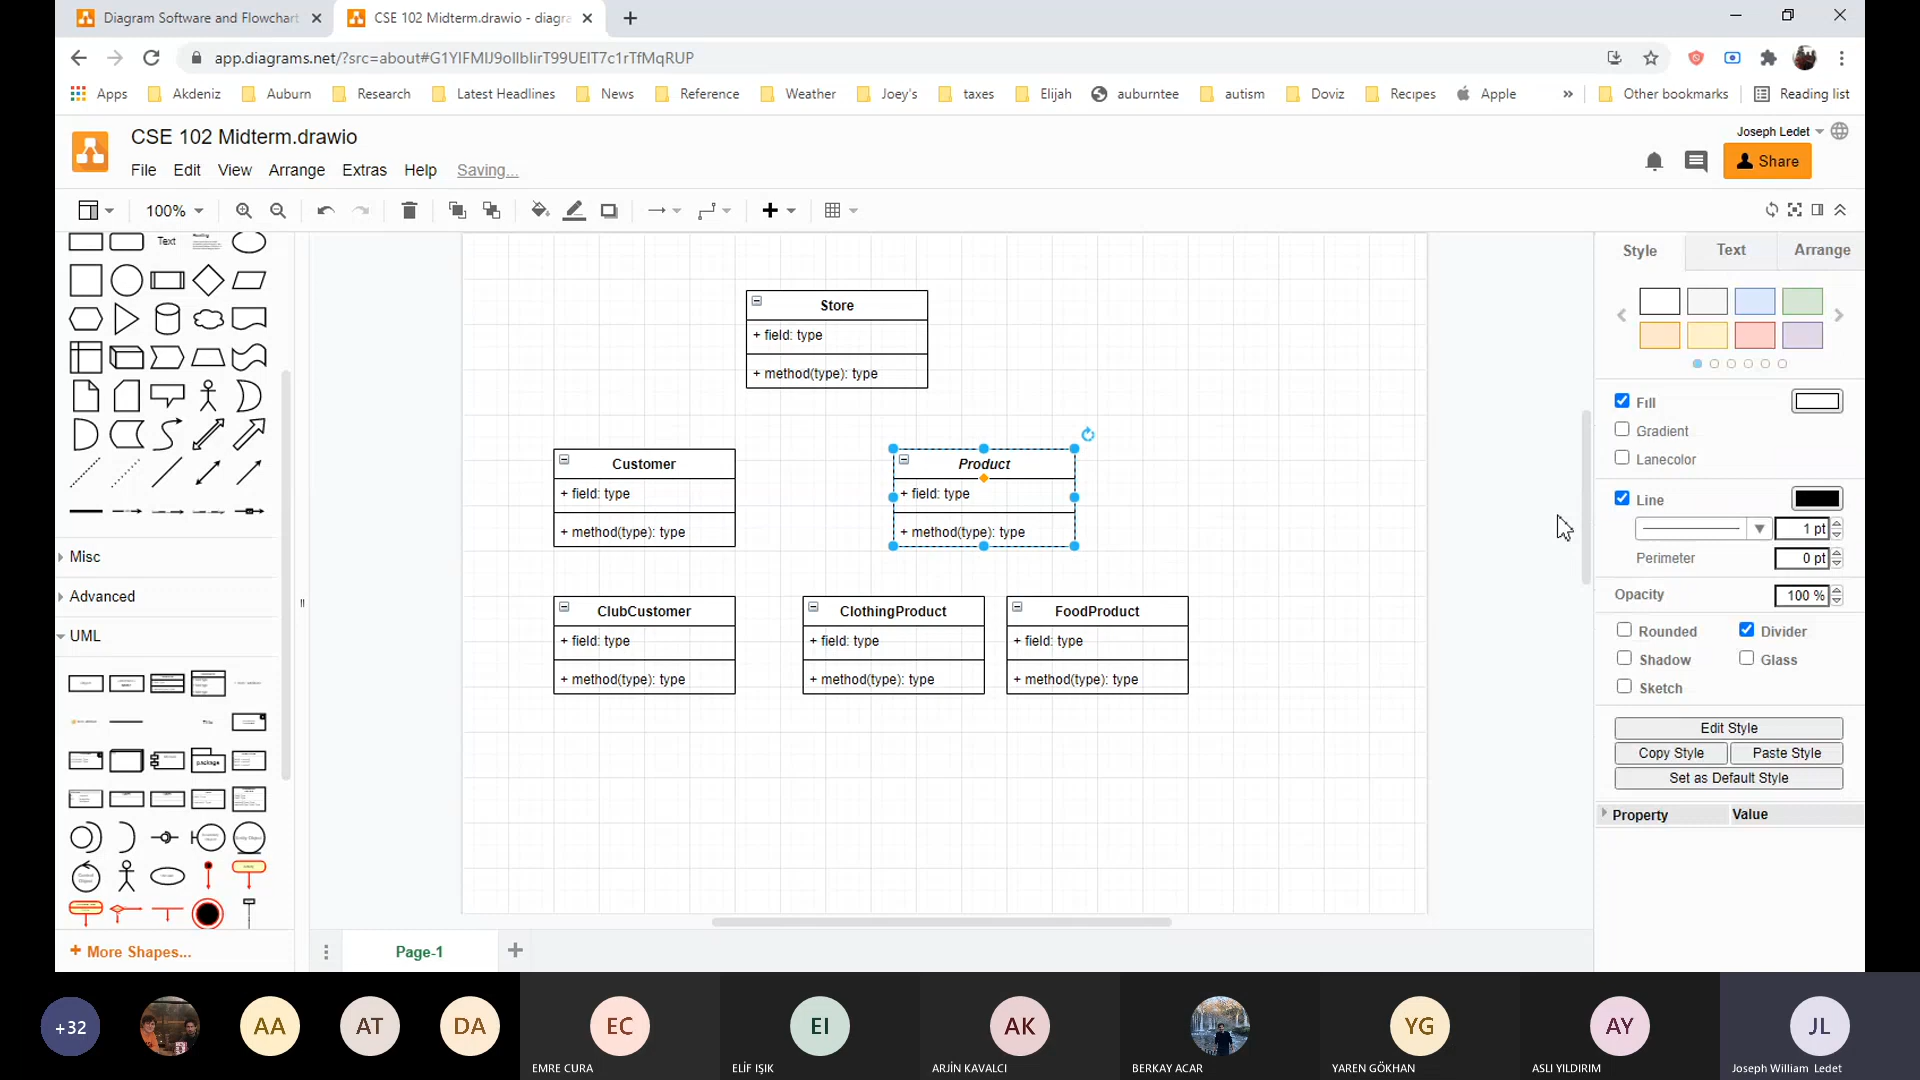 Diagram Software and Flowchart
CSE 102 Midterm.drawio - diagra
app.diagrams.net/?src=about#G1YIFMIJ9oIlbIirT99UEIT7c1rTfMqRUP
Apps
Akdeniz
Auburn
Research
Latest Headlines
News
Reference
Weather
Joey's
taxes
Elijah
auburntee
autism
Doviz
Recipes
Apple
»
Other bookmarks
Reading list
CSE 102 Midterm.drawio
Joseph Ledet
File
Edit
View
Arrange
Extras
Help
Saving...
Share
100%
Text
Misc
Advanced
UML
package
+ More Shapes...
Store
+ field: type
+ method(type): type
Customer
+ field: type
+ method(type): type
Product
+ field: type
+ method(type): type
ClubCustomer
+ field: type
+ method(type): type
ClothingProduct
+ field: type
+ method(type): type
FoodProduct
+ field: type
+ method(type): type
Page-1
Style
Text
Arrange
Fill
Gradient
Lanecolor
Line
1 pt
Perimeter
0 pt
Opacity
100 %
Rounded
Divider
Shadow
Glass
Sketch
Edit Style
Copy Style
Paste Style
Set as Default Style
Property
Value
+32
AA
AT
DA
EC
EMRE CURA
EI
ELİF IŞIK
AK
ARJİN KAVALCI
BERKAY ACAR
YG
YAREN GÖKHAN
AY
ASLI YILDIRIM
JL
Joseph William Ledet